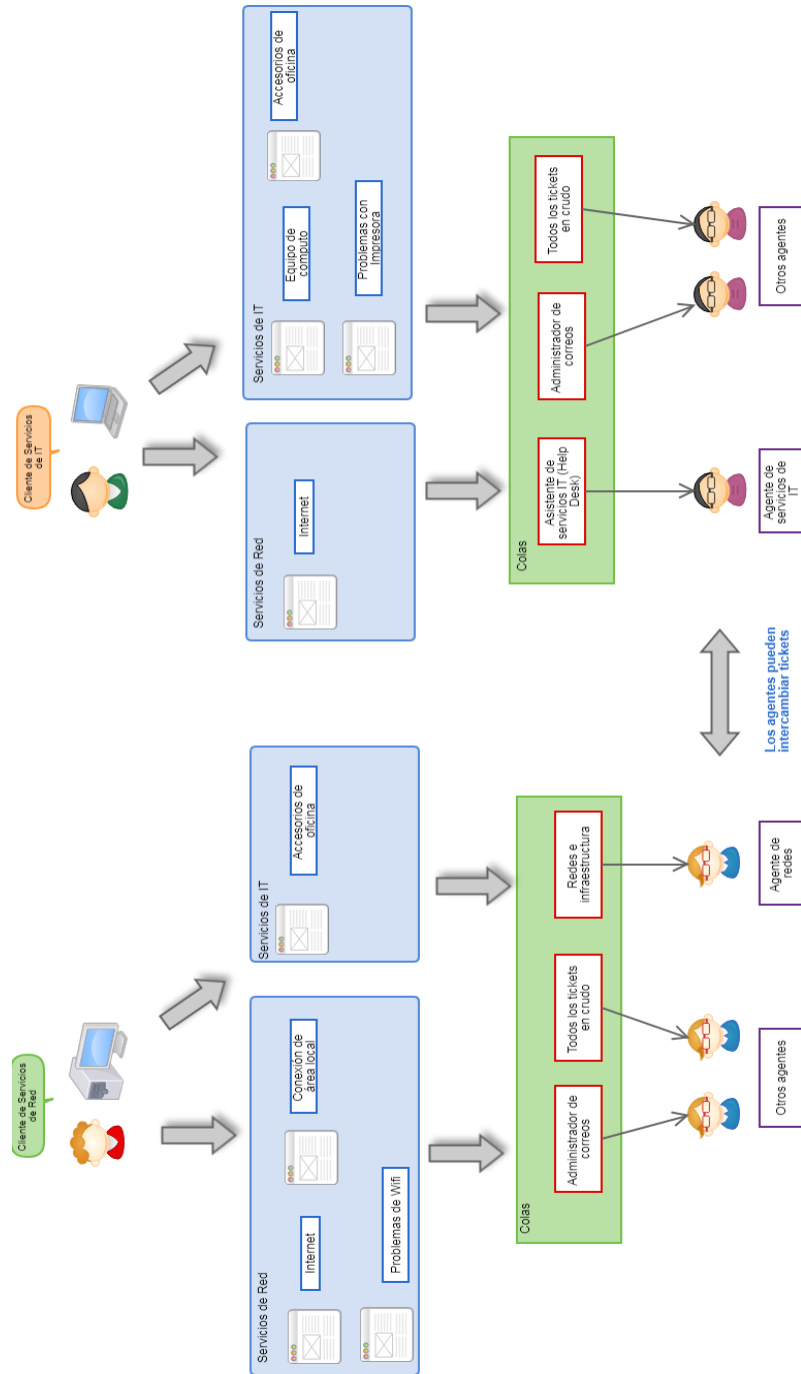 Cliente de Servicios
de Red
Servicios de Red
Internet
Conexión de
área local
Problemas de Wifi
Servicios de IT
Accesorios de
oficina
Colas
Administrador de
correos
Todos los tickets
en crudo
Redes e
infraestructura
Otros agentes
Agente de
redes
Los agentes pueden
intercambiar tickets
Cliente de Servicios
de IT
Servicios de Red
Internet
Servicios de IT
Equipo de
computo
Accesorios de
oficina
Problemas con
Impresora
Colas
Asistente de
servicios IT (Help
Desk)
Administrador de
correos
Todos los tickets
en crudo
Agente de
servicios de
IT
Otros agentes